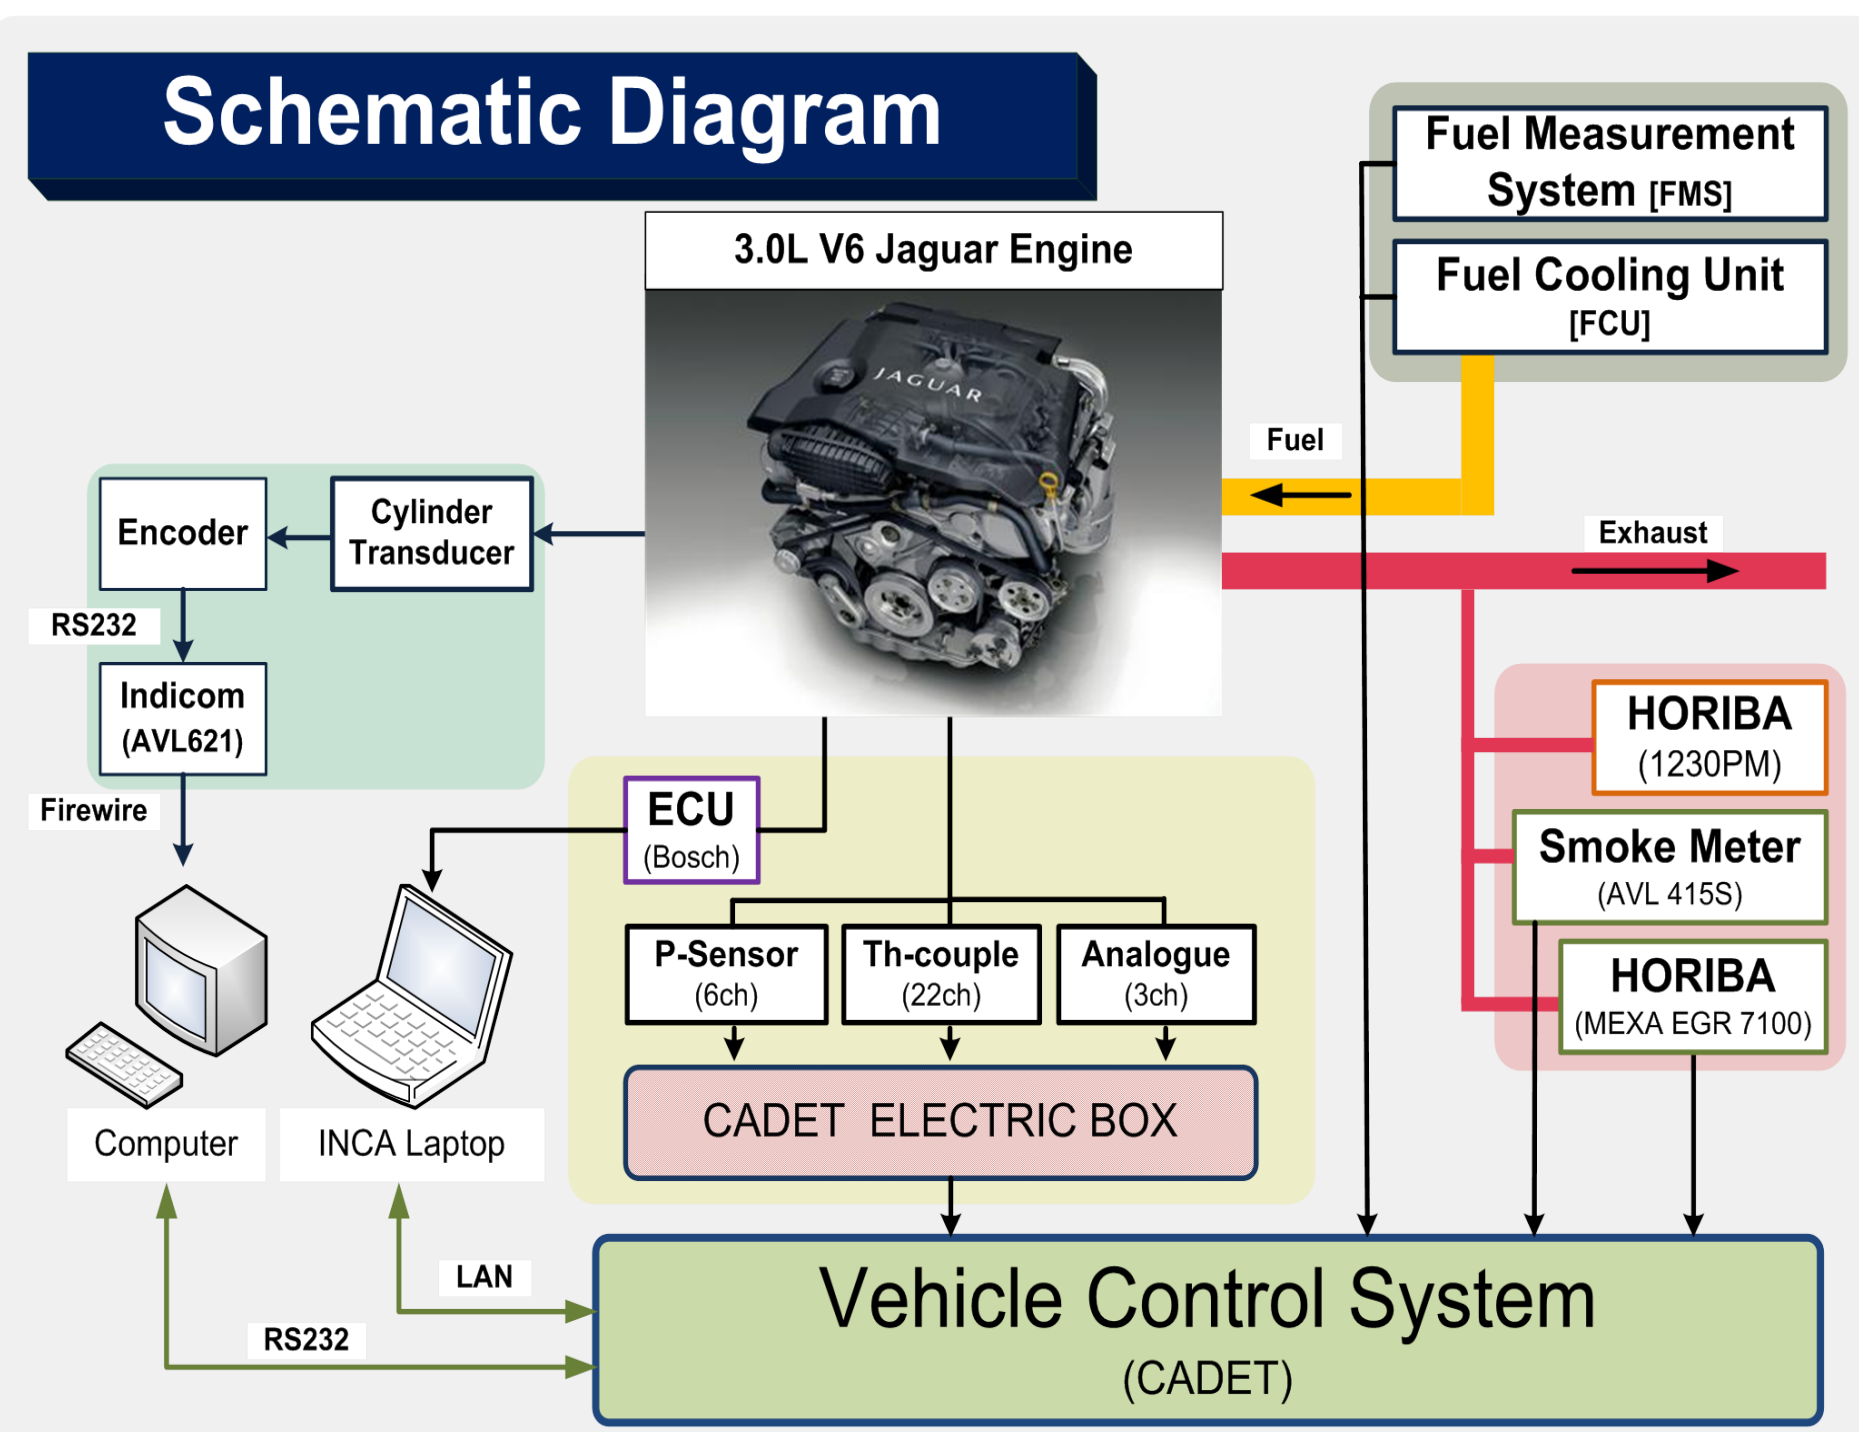 Schematic Diagram
Fuel Measurement
System [FMS]
3.0L V6 Jaguar Engine
Fuel Cooling Unit
[FCU]
JAGUAR
Fuel
Exhaust
Encoder
Cylinder
Transducer
RS232
Indicom
(AVL621)
Firewire
HORIBA
(1230PM)
ECU
(Bosch)
Smoke Meter
(AVL 415S)
P-Sensor
(6ch)
Th-couple
(22ch)
Analogue
(3ch)
HORIBA
(MEXA EGR 7100)
CADET ELECTRIC BOX
Computer
INCA Laptop
LAN
RS232
Vehicle Control System
(CADET)